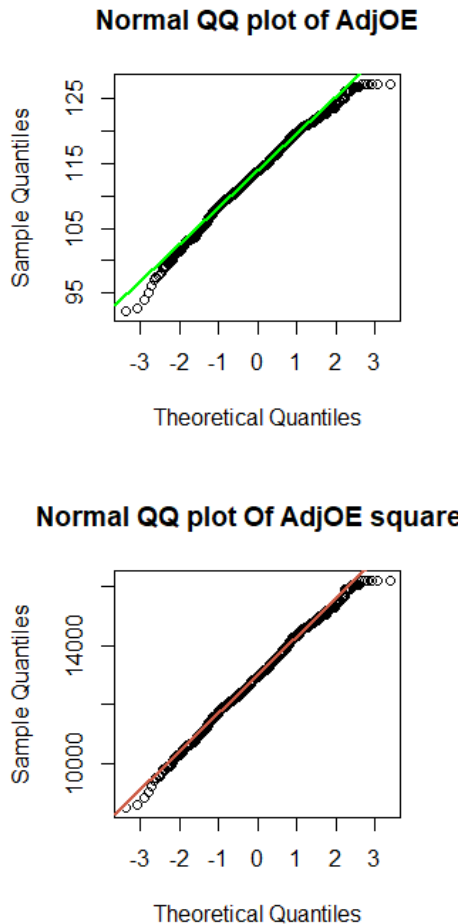 Normal QQ plot of AdjOE
Sample Quantiles
125
115
105
95
-3 -2 -1 0 1 2 3
Theoretical Quantiles
Normal QQ plot Of AdjOE square
Sample Quantiles
14000
10000
-3 -2 -1 0 1 2 3
Theoretical Quantiles